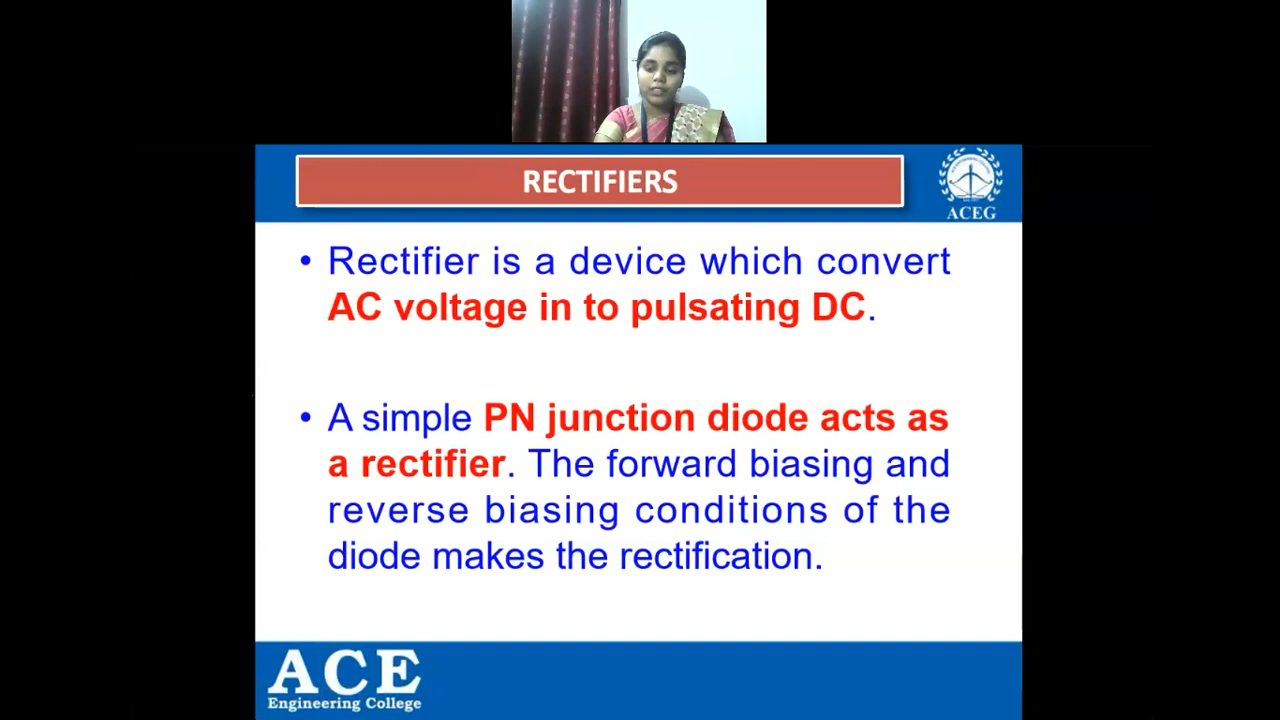 RECTIFIERS
ACEG
• Rectifier is a device which convert
AC voltage in to pulsating DC.
• A simple PN junction diode acts as
a rectifier. The forward biasing and
reverse biasing conditions of the
diode makes the rectification.
ACE
Engineering College